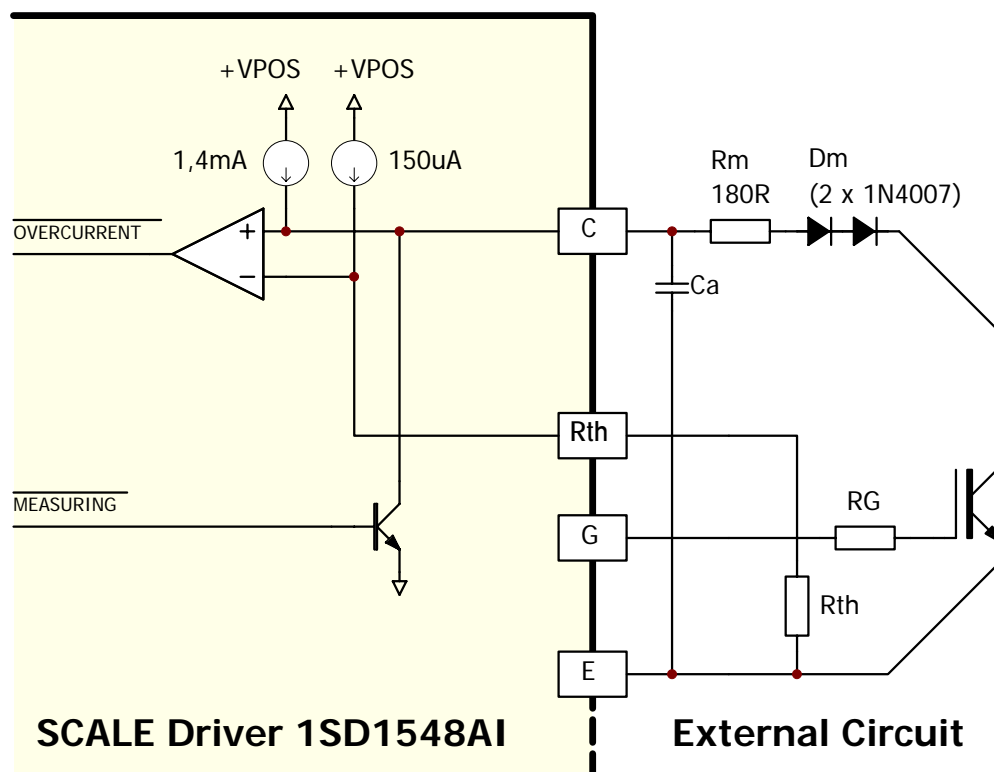 +VPOS +VPOS
1,4mA 150uA
Rm Dm
180R (2 x 1N4007)
OVERCURRENT
+
C
−
Ca
Rth
MEASURING
RG
G
Rth
E
SCALE Driver 1SD1548AI
External Circuit